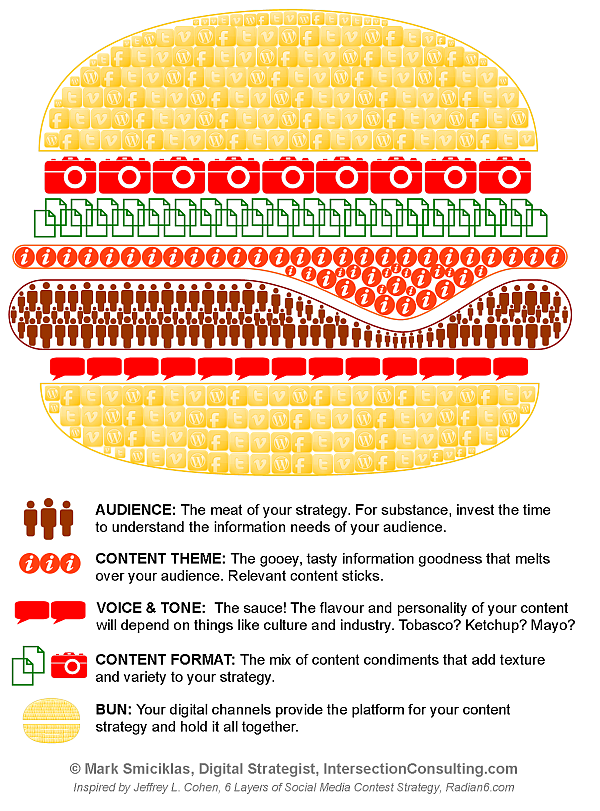 AUDIENCE: The meat of your strategy. For substance, invest the time
to understand the information needs of your audience.
CONTENT THEME: The gooey, tasty information goodness that melts
over your audience. Relevant content sticks.
VOICE & TONE: The sauce! The flavour and personality of your content
will depend on things like culture and industry. Tobasco? Ketchup? Mayo?
CONTENT FORMAT: The mix of content condiments that add texture
and variety to your strategy.
BUN: Your digital channels provide the platform for your content
strategy and hold it all together.
© Mark Smiciklas, Digital Strategist, IntersectionConsulting.com
Inspired by Jeffrey L. Cohen, 6 Layers of Social Media Contest Strategy, Radian6.com